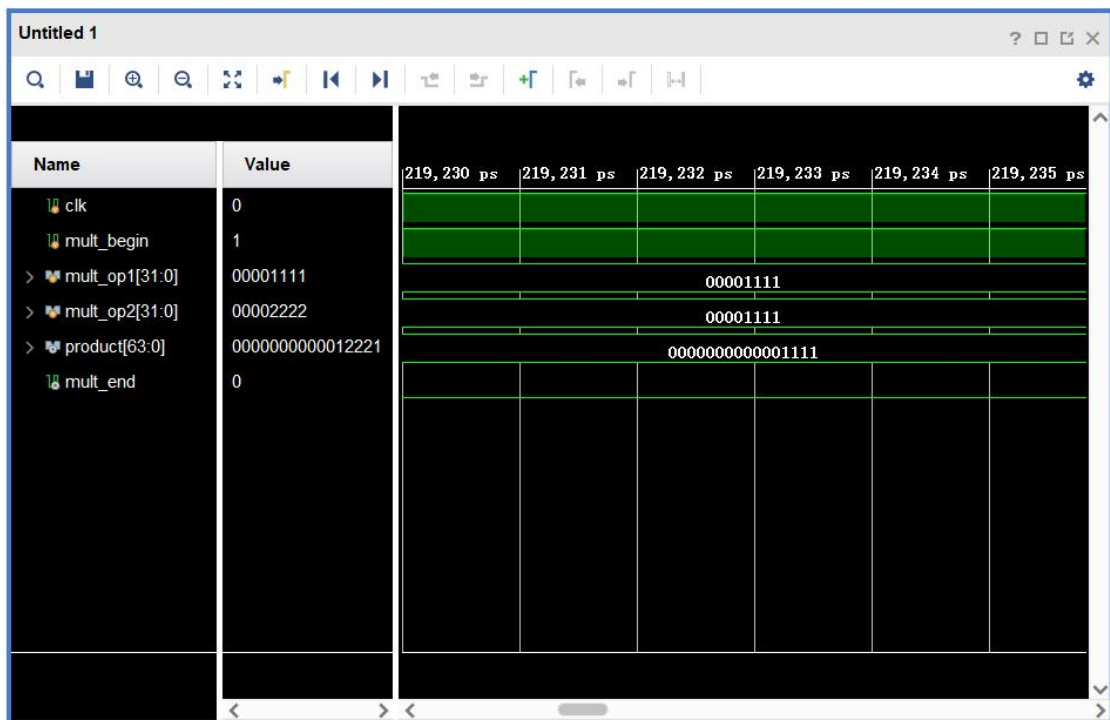 Untitled 1
Name Value
219,230 ps 219,231 ps 219,232 ps 219,233 ps 219,234 ps 219,235 ps
clk 0
mult_begin 1
mult_op1[31:0] 00001111 00001111
mult_op2[31:0] 00002222 00001111
product[63:0] 0000000000012221 0000000000001111
mult_end 0